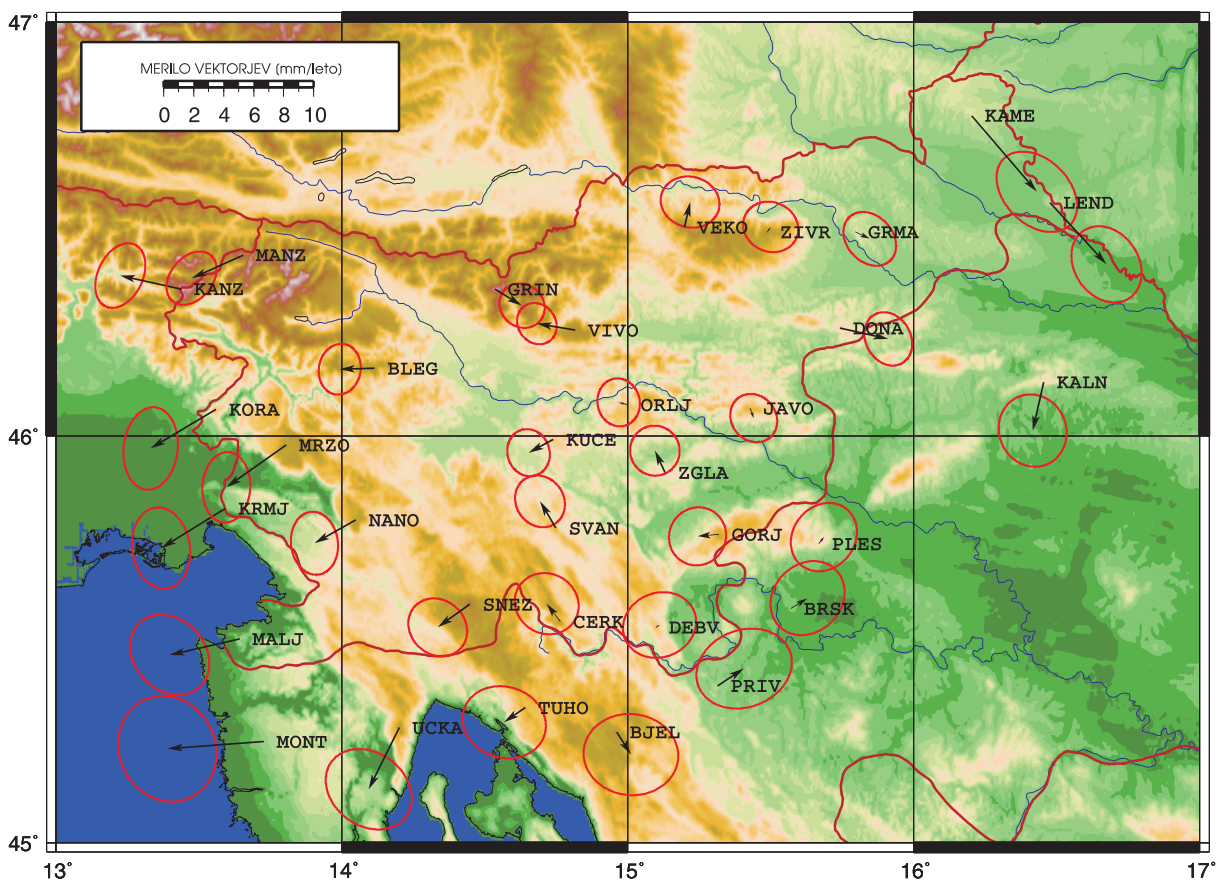 47°
MERILO VEKTORJEV (mm/leto)
0 2 4 6 8 10
KAME
LEND
VEKO
ZIVR
GRMA
MANZ
KANZ
GRIN
VIVO
DONA
BLEG
KALN
ORLJ
JAVO
KORA
46°
KUCE
MRZO
ZGLA
KRMJ
NANO
SVAN
GORJ
PLES
SNEZ
BRSK
CERK
DEBV
MALJ
PRIV
TUHO
UCKA
BJEL
MONT
45°
13° 14° 15° 16° 17°